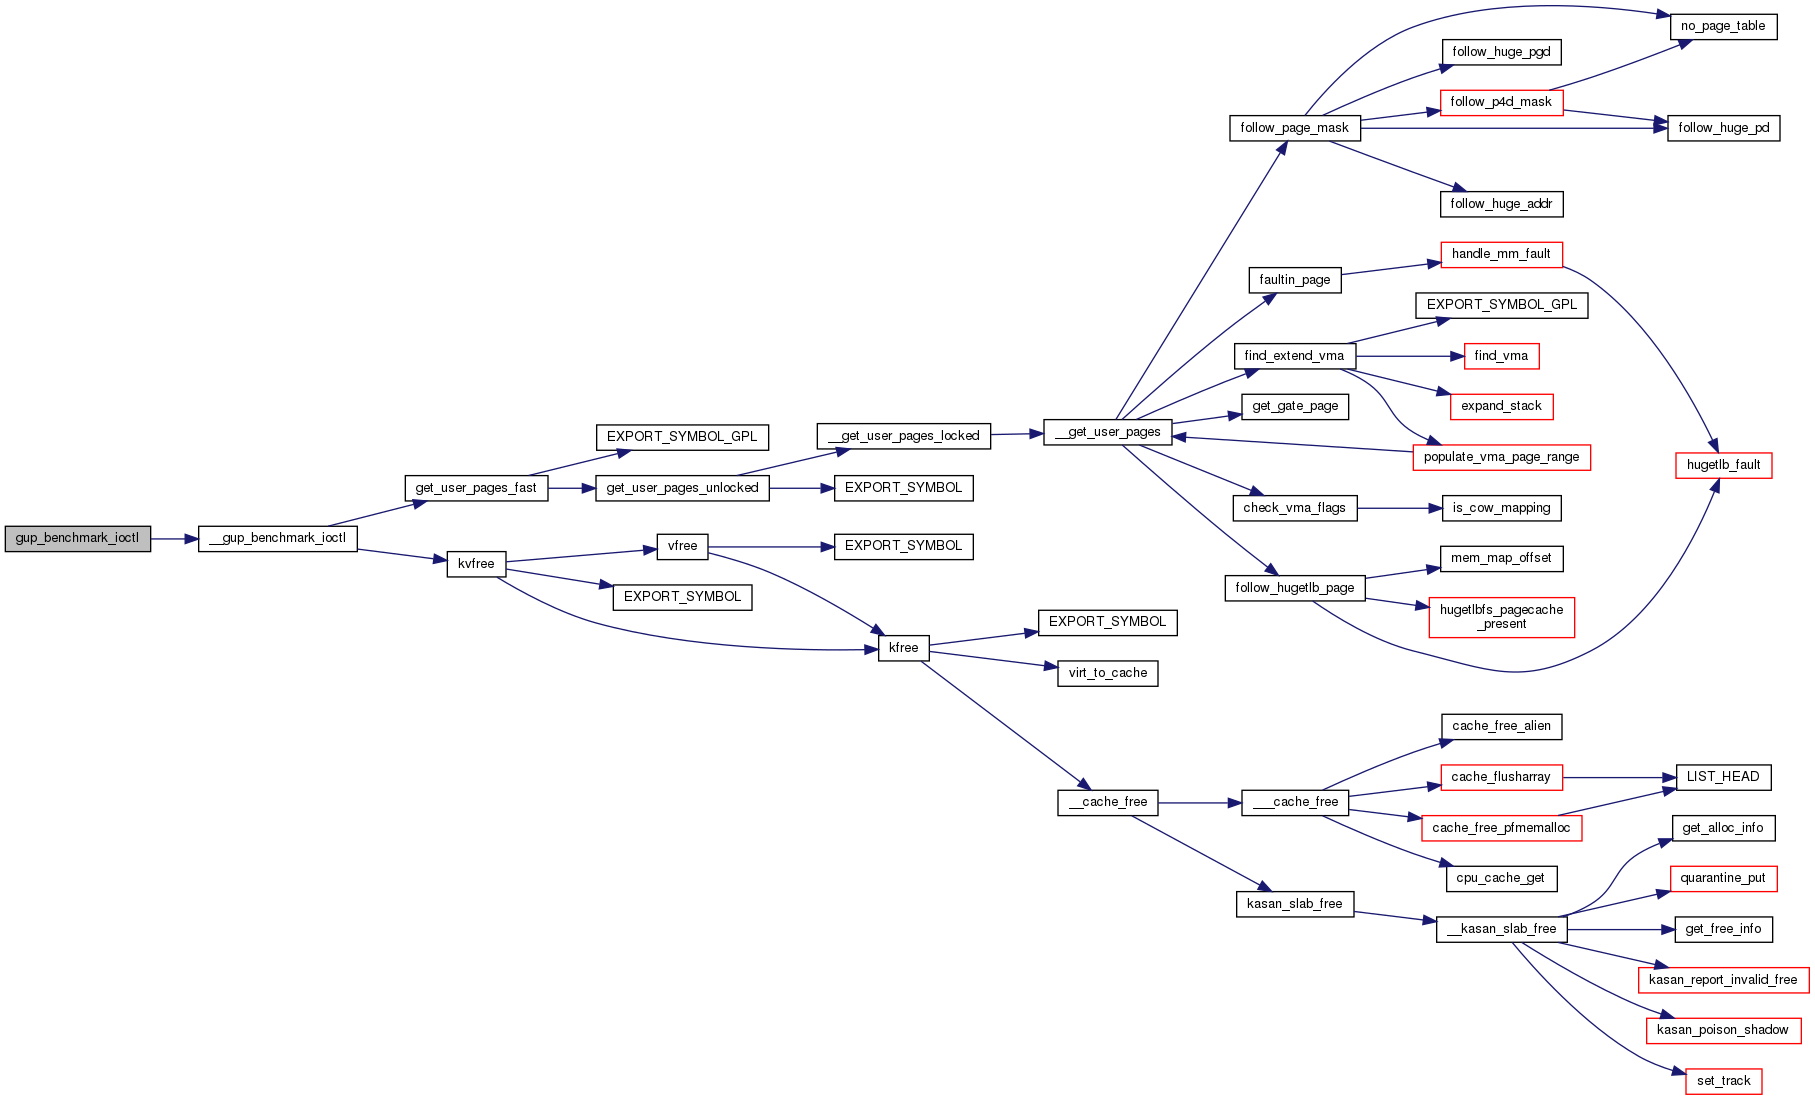 no_page_table
follow_huge_pgd
follow_p4d_mask
follow_page_mask
follow_huge_pd
follow_huge_addr
handle_mm_fault
faultin_page
EXPORT_SYMBOL_GPL
find_extend_vma
find_vma
get_gate_page
expand_stack
EXPORT_SYMBOL_GPL
__get_user_pages_locked
__get_user_pages
populate_vma_page_range
hugetlb_fault
get_user_pages_fast
get_user_pages_unlocked
EXPORT_SYMBOL
check_vma_flags
is_cow_mapping
gup_benchmark_ioctl
__gup_benchmark_ioctl
vfree
EXPORT_SYMBOL
mem_map_offset
kvfree
follow_hugetlb_page
EXPORT_SYMBOL
hugetlbfs_pagecache
_present
EXPORT_SYMBOL
kfree
virt_to_cache
cache_free_alien
cache_flusharray
LIST_HEAD
__cache_free
___cache_free
cache_free_pfmemalloc
get_alloc_info
cpu_cache_get
quarantine_put
kasan_slab_free
__kasan_slab_free
get_free_info
kasan_report_invalid_free
kasan_poison_shadow
set_track